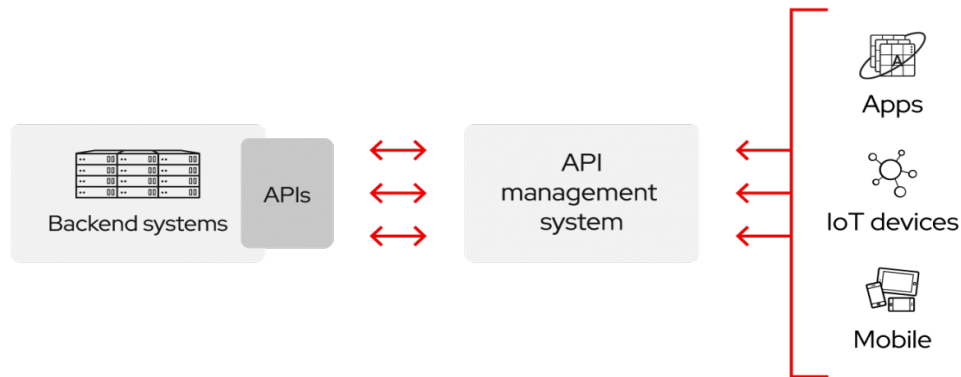 Backend systems
APIs
API
management
system
A
Apps
IoT devices
Mobile